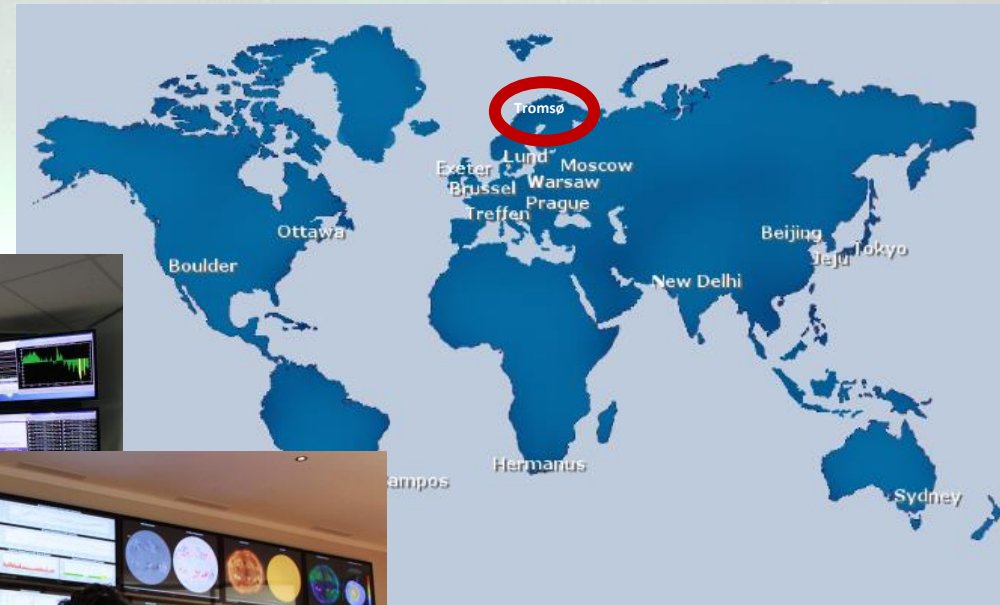 Tromsø
Lund
Moscow
Exeter
Brussel
Warsaw
Prague
Treffen
Ottawa
Beijing
Tokyo
Jeju
Boulder
New Delhi
Hermanus
ampos
Sydney